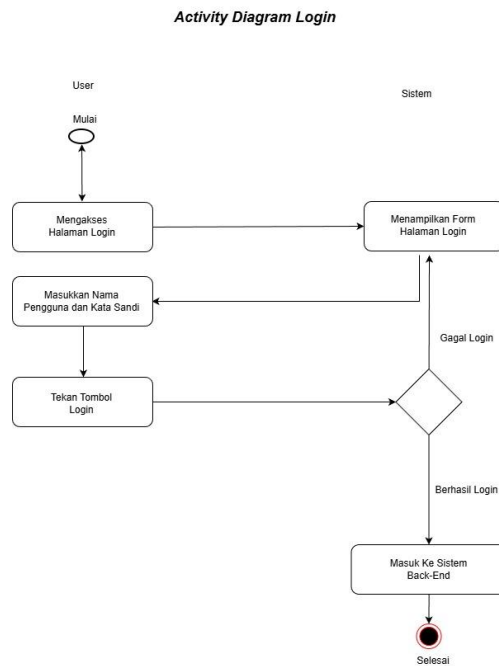 Activity Diagram Login
User
Sistem
Mulai
Mengakses
Halaman Login
Menampilkan Form
Halaman Login
Masukkan Nama
Pengguna dan Kata Sandi
Gagal Login
Tekan Tombol
Login
Berhasil Login
Masuk Ke Sistem
Back-End
Selesai